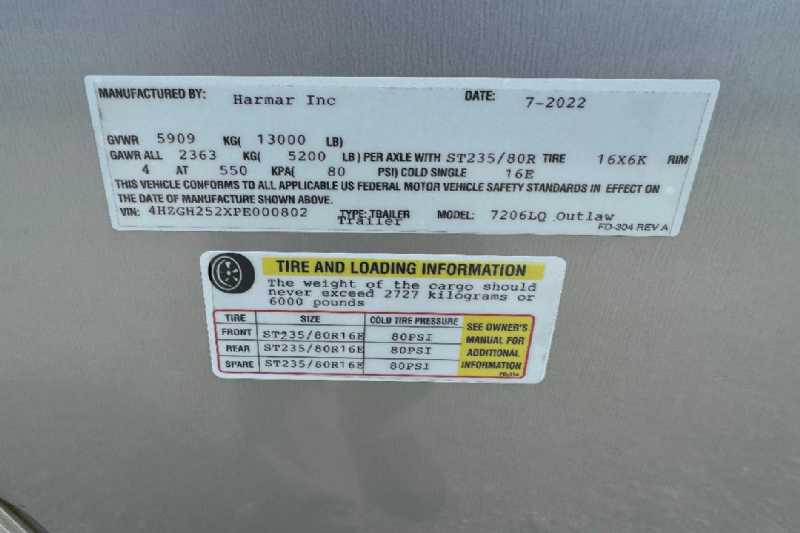 MANUFACTURED BY: Harmar Inc DATE: 7-2022
GVWR 5909 KG( 13000 LB)
GAWR ALL 2363 KG( 5200 LB) PER AXLE WITH ST235/80R TIRE 16X6K RIM
4 AT 550 KPA( 80 PSI) COLD SINGLE 16E
THIS VEHICLE CONFORMS TO ALL APPLICABLE US FEDERAL MOTOR VEHICLE SAFETY STANDARDS IN EFFECT ON
THE DATE OF MANUFACTURE SHOWN ABOVE.
VIN: 4HZGH252XPE000802 TYPE: TRAILER MODEL: 7206LQ Outlaw
Trailer
FD-304 REV A
TIRE AND LOADING INFORMATION
The weight of the cargo should
never exceed 2727 kilograms or
6000 pounds
TIRE SIZE COLD TIRE PRESSURE
FRONT ST235/80R16E 80PSI
REAR ST235/80R16E 80PSI
SPARE ST235/80R16E 80PSI
SEE OWNER'S
MANUAL FOR
ADDITIONAL
INFORMATION